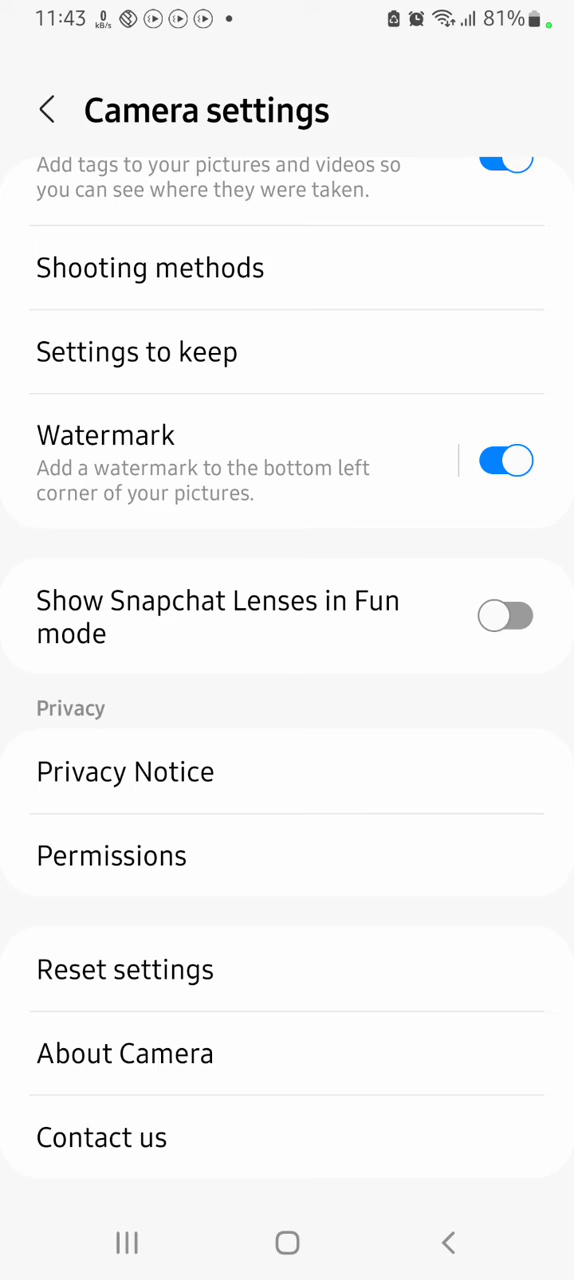 11:43 0 kB/s 81%
Camera settings
Add tags to your pictures and videos so
you can see where they were taken.
Shooting methods
Settings to keep
Watermark
Add a watermark to the bottom left
corner of your pictures.
Show Snapchat Lenses in Fun
mode
Privacy
Privacy Notice
Permissions
Reset settings
About Camera
Contact us